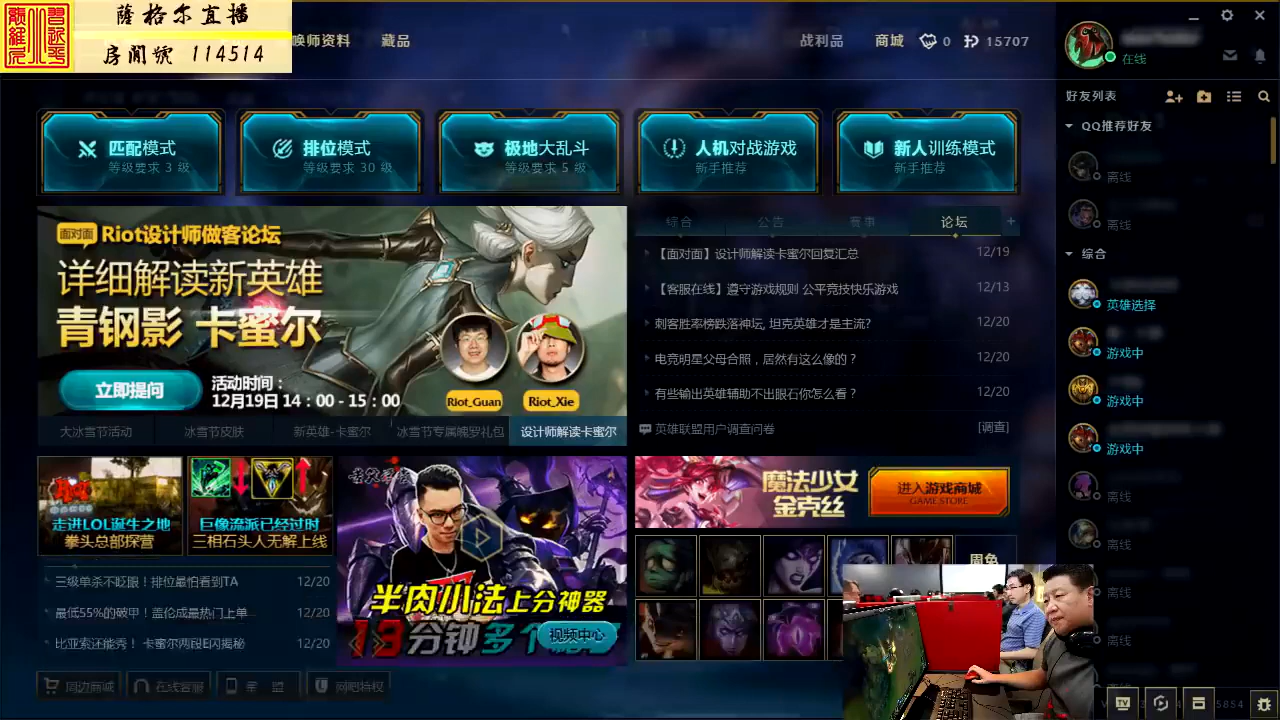 薩格尔直播
房間號 114514
唤师资料
藏品
战利品
商城
0
15707
在线
匹配模式
等级要求 3 级
排位模式
等级要求 30 级
极地大乱斗
等级要求 5 级
人机对战游戏
新手推荐
新人训练模式
新手推荐
好友列表
QQ推荐好友
离线
离线
综合
英雄选择
游戏中
游戏中
游戏中
离线
离线
离线
离线
面对面 Riot设计师做客论坛
详细解读新英雄
青钢影 卡蜜尔
立即提问
活动时间：
12月19日 14：00 - 15：00
Riot_Guan
Riot_Xie
大冰雪节活动
冰雪节皮肤
新英雄-卡蜜尔
冰雪节专属魄罗礼包
设计师解读卡蜜尔
综合
公告
赛事
论坛
【面对面】设计师解读卡蜜尔回复汇总 12/19
【客服在线】遵守游戏规则 公平竞技快乐游戏 12/13
刺客胜率榜跌落神坛, 坦克英雄才是主流? 12/20
电竞明星父母合照，居然有这么像的？ 12/20
有些输出英雄辅助不出眼石你怎么看？ 12/20
英雄联盟用户调查问卷 [调查]
走进LOL诞生之地
拳头总部探营
巨像流派已经过时
三相石头人无解上线
三级单杀不眨眼！排位最怕看到TA 12/20
最低55%的破甲！盖伦成最热门上单 12/20
比亚索还能秀！ 卡蜜尔两段E闪揭秘 12/20
半肉小法上分神器
13分钟多个
视频中心
魔法少女
金克丝
进入游戏商城
GAME STORE
周免
周边商城
在线客服
网吧特权
TV
5854